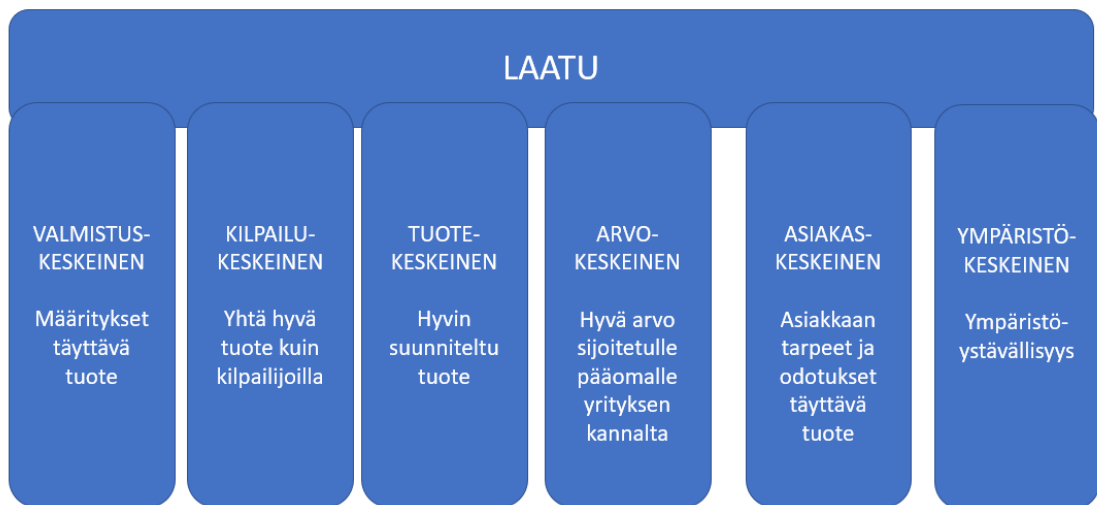 LAATU
VALMISTUS-
KESKEINEN
Määritykset
täyttävä
tuote
KILPAILU-
KESKEINEN
Yhtä hyvä
tuote kuin
kilpailijoilla
TUOTE-
KESKEINEN
Hyvin
suunniteltu
tuote
ARVO-
KESKEINEN
Hyvä arvo
sijoitetulle
pääomalle
yrityksen
kannalta
ASIAKAS-
KESKEINEN
Asiakkaan
tarpeet ja
odotukset
täyttävä
tuote
YMPÄRISTÖ-
KESKEINEN
Ympäristö-
ystävällisyys